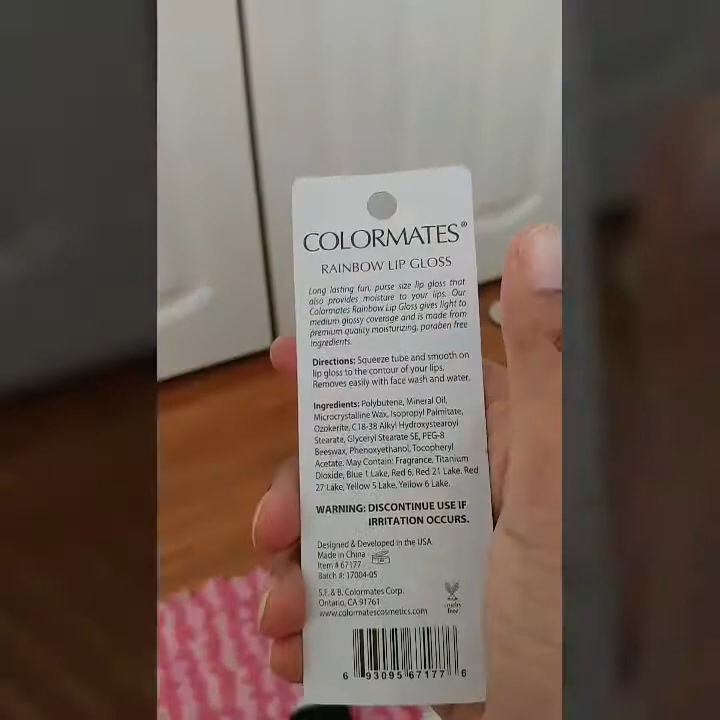 COLORMATES®
RAINBOW LIP GLOSS
Long lasting fun, purse size lip gloss that
also provides moisture to your lips. Our
Colormates Rainbow Lip Gloss gives light to
medium glossy coverage and is made from
premium quality moisturizing, paraben free
ingredients.
Directions: Squeeze tube and smooth on
lip gloss to the contour of your lips.
Removes easily with face wash and water.
Ingredients: Polybutene, Mineral Oil,
Microcrystalline Wax, Isopropyl Palmitate,
Ozokerite, C18-38 Alkyl Hydroxystearoyl
Stearate, Glyceryl Stearate SE, PEG-8
Beeswax, Phenoxyethanol, Tocopheryl
Acetate. May Contain: Fragrance, Titanium
Dioxide, Blue 1 Lake, Red 6, Red 21 Lake, Red
27 Lake, Yellow 5 Lake, Yellow 6 Lake.
WARNING: DISCONTINUE USE IF
IRRITATION OCCURS.
Designed & Developed in the USA
Made in China
Item # 67177
Batch #: 17004-05
S.F. & B. Colormates Corp.
Ontario, CA 91761
www.colormatescosmetics.com
cruelty
free
6 93095 67177 6